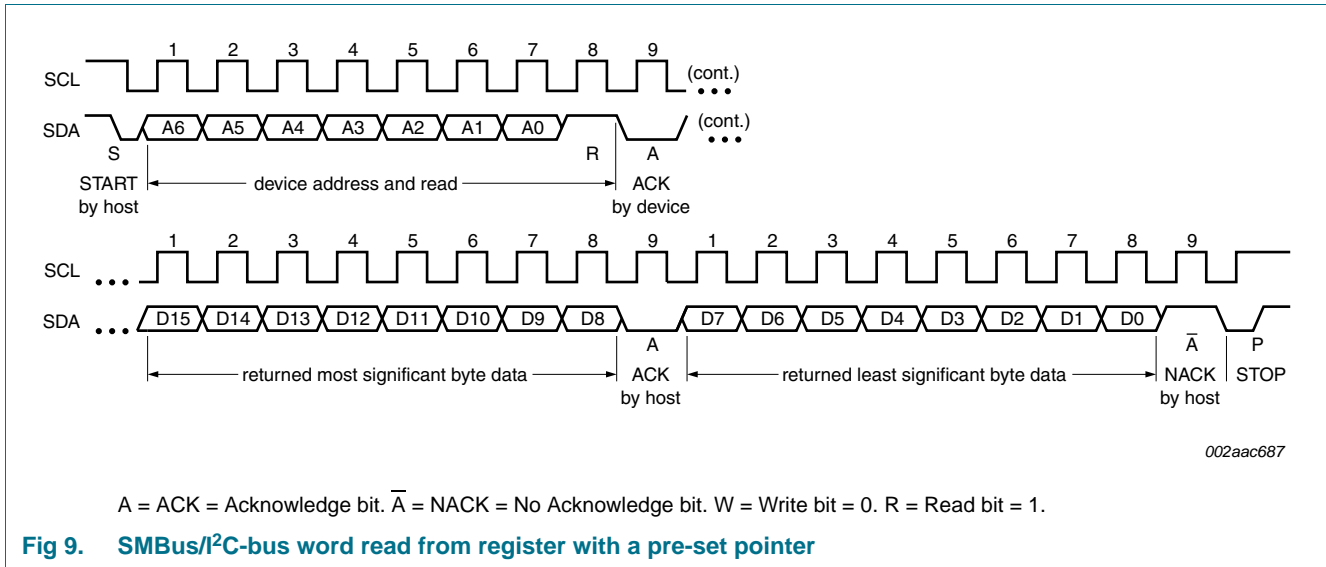 1 2 3 4 5 6 7 8 9
SCL (cont.)
SDA A6 A5 A4 A3 A2 A1 A0 (cont.)
S R A
START device address and read ACK
by host by device
1 2 3 4 5 6 7 8 9 1 2 3 4 5 6 7 8 9
SCL
SDA D15 D14 D13 D12 D11 D10 D9 D8 D7 D6 D5 D4 D3 D2 D1 D0
A A̅ P
returned most significant byte data ACK returned least significant byte data NACK STOP
by host by host
002aac687
A = ACK = Acknowledge bit. A̅ = NACK = No Acknowledge bit. W = Write bit = 0. R = Read bit = 1.
Fig 9. SMBus/I²C-bus word read from register with a pre-set pointer